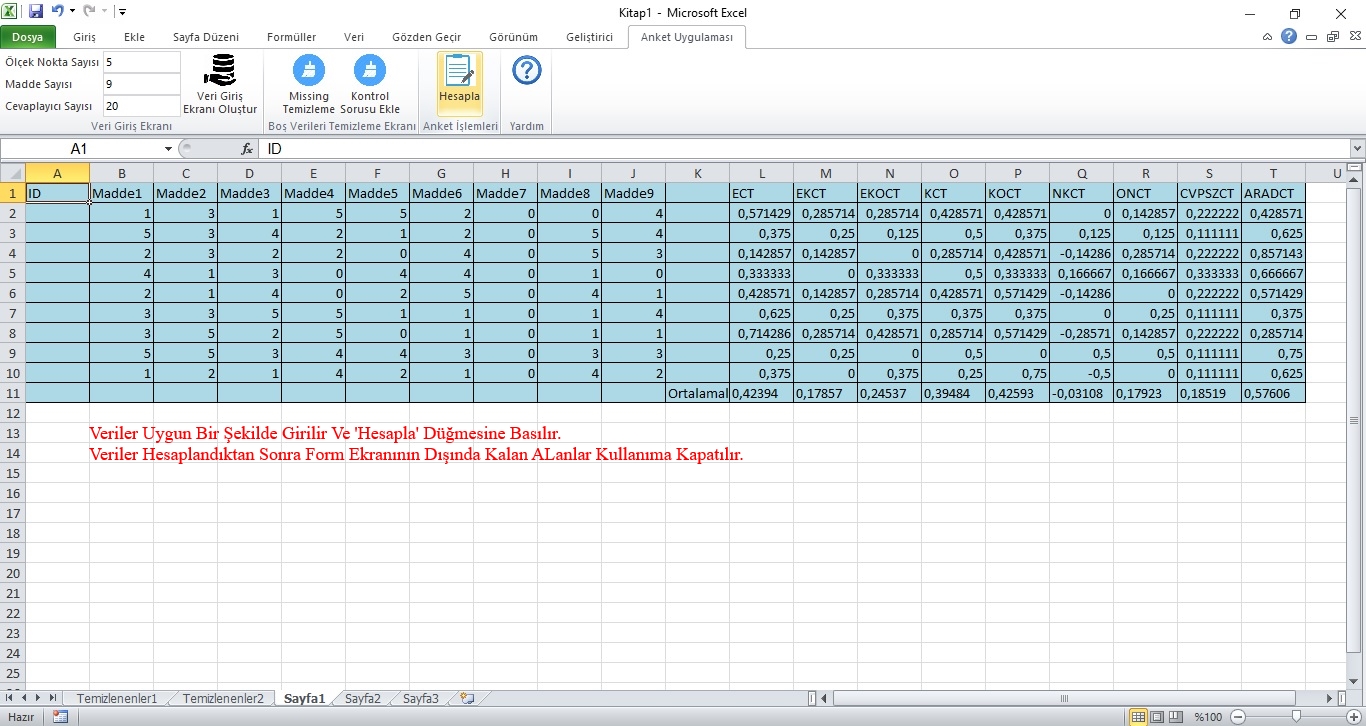 Kitap1 - Microsoft Excel
Dosya Giriş Ekle Sayfa Düzeni Formüller Veri Gözden Geçir Görünüm Geliştirici Anket Uygulaması
Ölçek Nokta Sayısı 5
Madde Sayısı 9
Cevaplayıcı Sayısı 20
Veri Giriş
Ekranı Oluştur
Missing
Temizleme
Kontrol
Sorusu Ekle
Hesapla
Veri Giriş Ekranı Boş Verileri Temizleme Ekranı Anket İşlemleri Yardım
A1 fx ID
A B C D E F G H I J K L M N O P Q R S T U
1 ID Madde1 Madde2 Madde3 Madde4 Madde5 Madde6 Madde7 Madde8 Madde9 ECT EKCT EKOCT KCT KOCT NKCT ONCT CVPSZCT ARADCT
2 1 3 1 5 5 2 0 0 4 0,571429 0,285714 0,285714 0,428571 0,428571 0 0,142857 0,222222 0,428571
3 5 3 4 2 1 2 0 5 4 0,375 0,25 0,125 0,5 0,375 0,125 0,125 0,111111 0,625
4 2 3 2 2 0 4 0 5 3 0,142857 0,142857 0 0,285714 0,428571 -0,14286 0,285714 0,222222 0,857143
5 4 1 3 0 4 4 0 1 0 0,333333 0 0,333333 0,5 0,333333 0,166667 0,166667 0,333333 0,666667
6 2 1 4 0 2 5 0 4 1 0,428571 0,142857 0,285714 0,428571 0,571429 -0,14286 0 0,222222 0,571429
7 3 3 5 5 1 1 0 1 4 0,625 0,25 0,375 0,375 0,375 0 0,25 0,111111 0,375
8 3 5 2 5 0 1 0 1 1 0,714286 0,285714 0,428571 0,285714 0,571429 -0,28571 0,142857 0,222222 0,285714
9 5 5 3 4 4 3 0 3 3 0,25 0,25 0 0,5 0 0,5 0,5 0,111111 0,75
10 1 2 1 4 2 1 0 4 2 0,375 0 0,375 0,25 0,75 -0,5 0 0,111111 0,625
11 Ortalamal 0,42394 0,17857 0,24537 0,39484 0,42593 -0,03108 0,17923 0,18519 0,57606
12
13 Veriler Uygun Bir Şekilde Girilir Ve 'Hesapla' Düğmesine Basılır.
14 Veriler Hesaplandıktan Sonra Form Ekranının Dışında Kalan ALanlar Kullanıma Kapatılır.
15
16
17
18
19
20
21
22
23
24
25
Temizlenenler1 Temizlenenler2 Sayfa1 Sayfa2 Sayfa3
Hazır %100